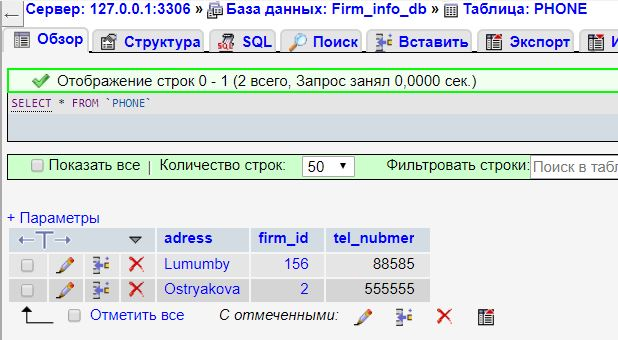 Сервер: 127.0.0.1:3306 » База данных: Firm_info_db » Таблица: PHONE
Обзор Структура SQL Поиск Вставить Экспорт
Отображение строк 0 - 1 (2 всего, Запрос занял 0,0000 сек.)
SELECT * FROM `PHONE`
Показать все | Количество строк: 50 Фильтровать строки: Поиск в табл
+ Параметры
←T→ adress firm_id tel_nubmer
Lumumby 156 88585
Ostryakova 2 555555
Отметить все С отмеченными: